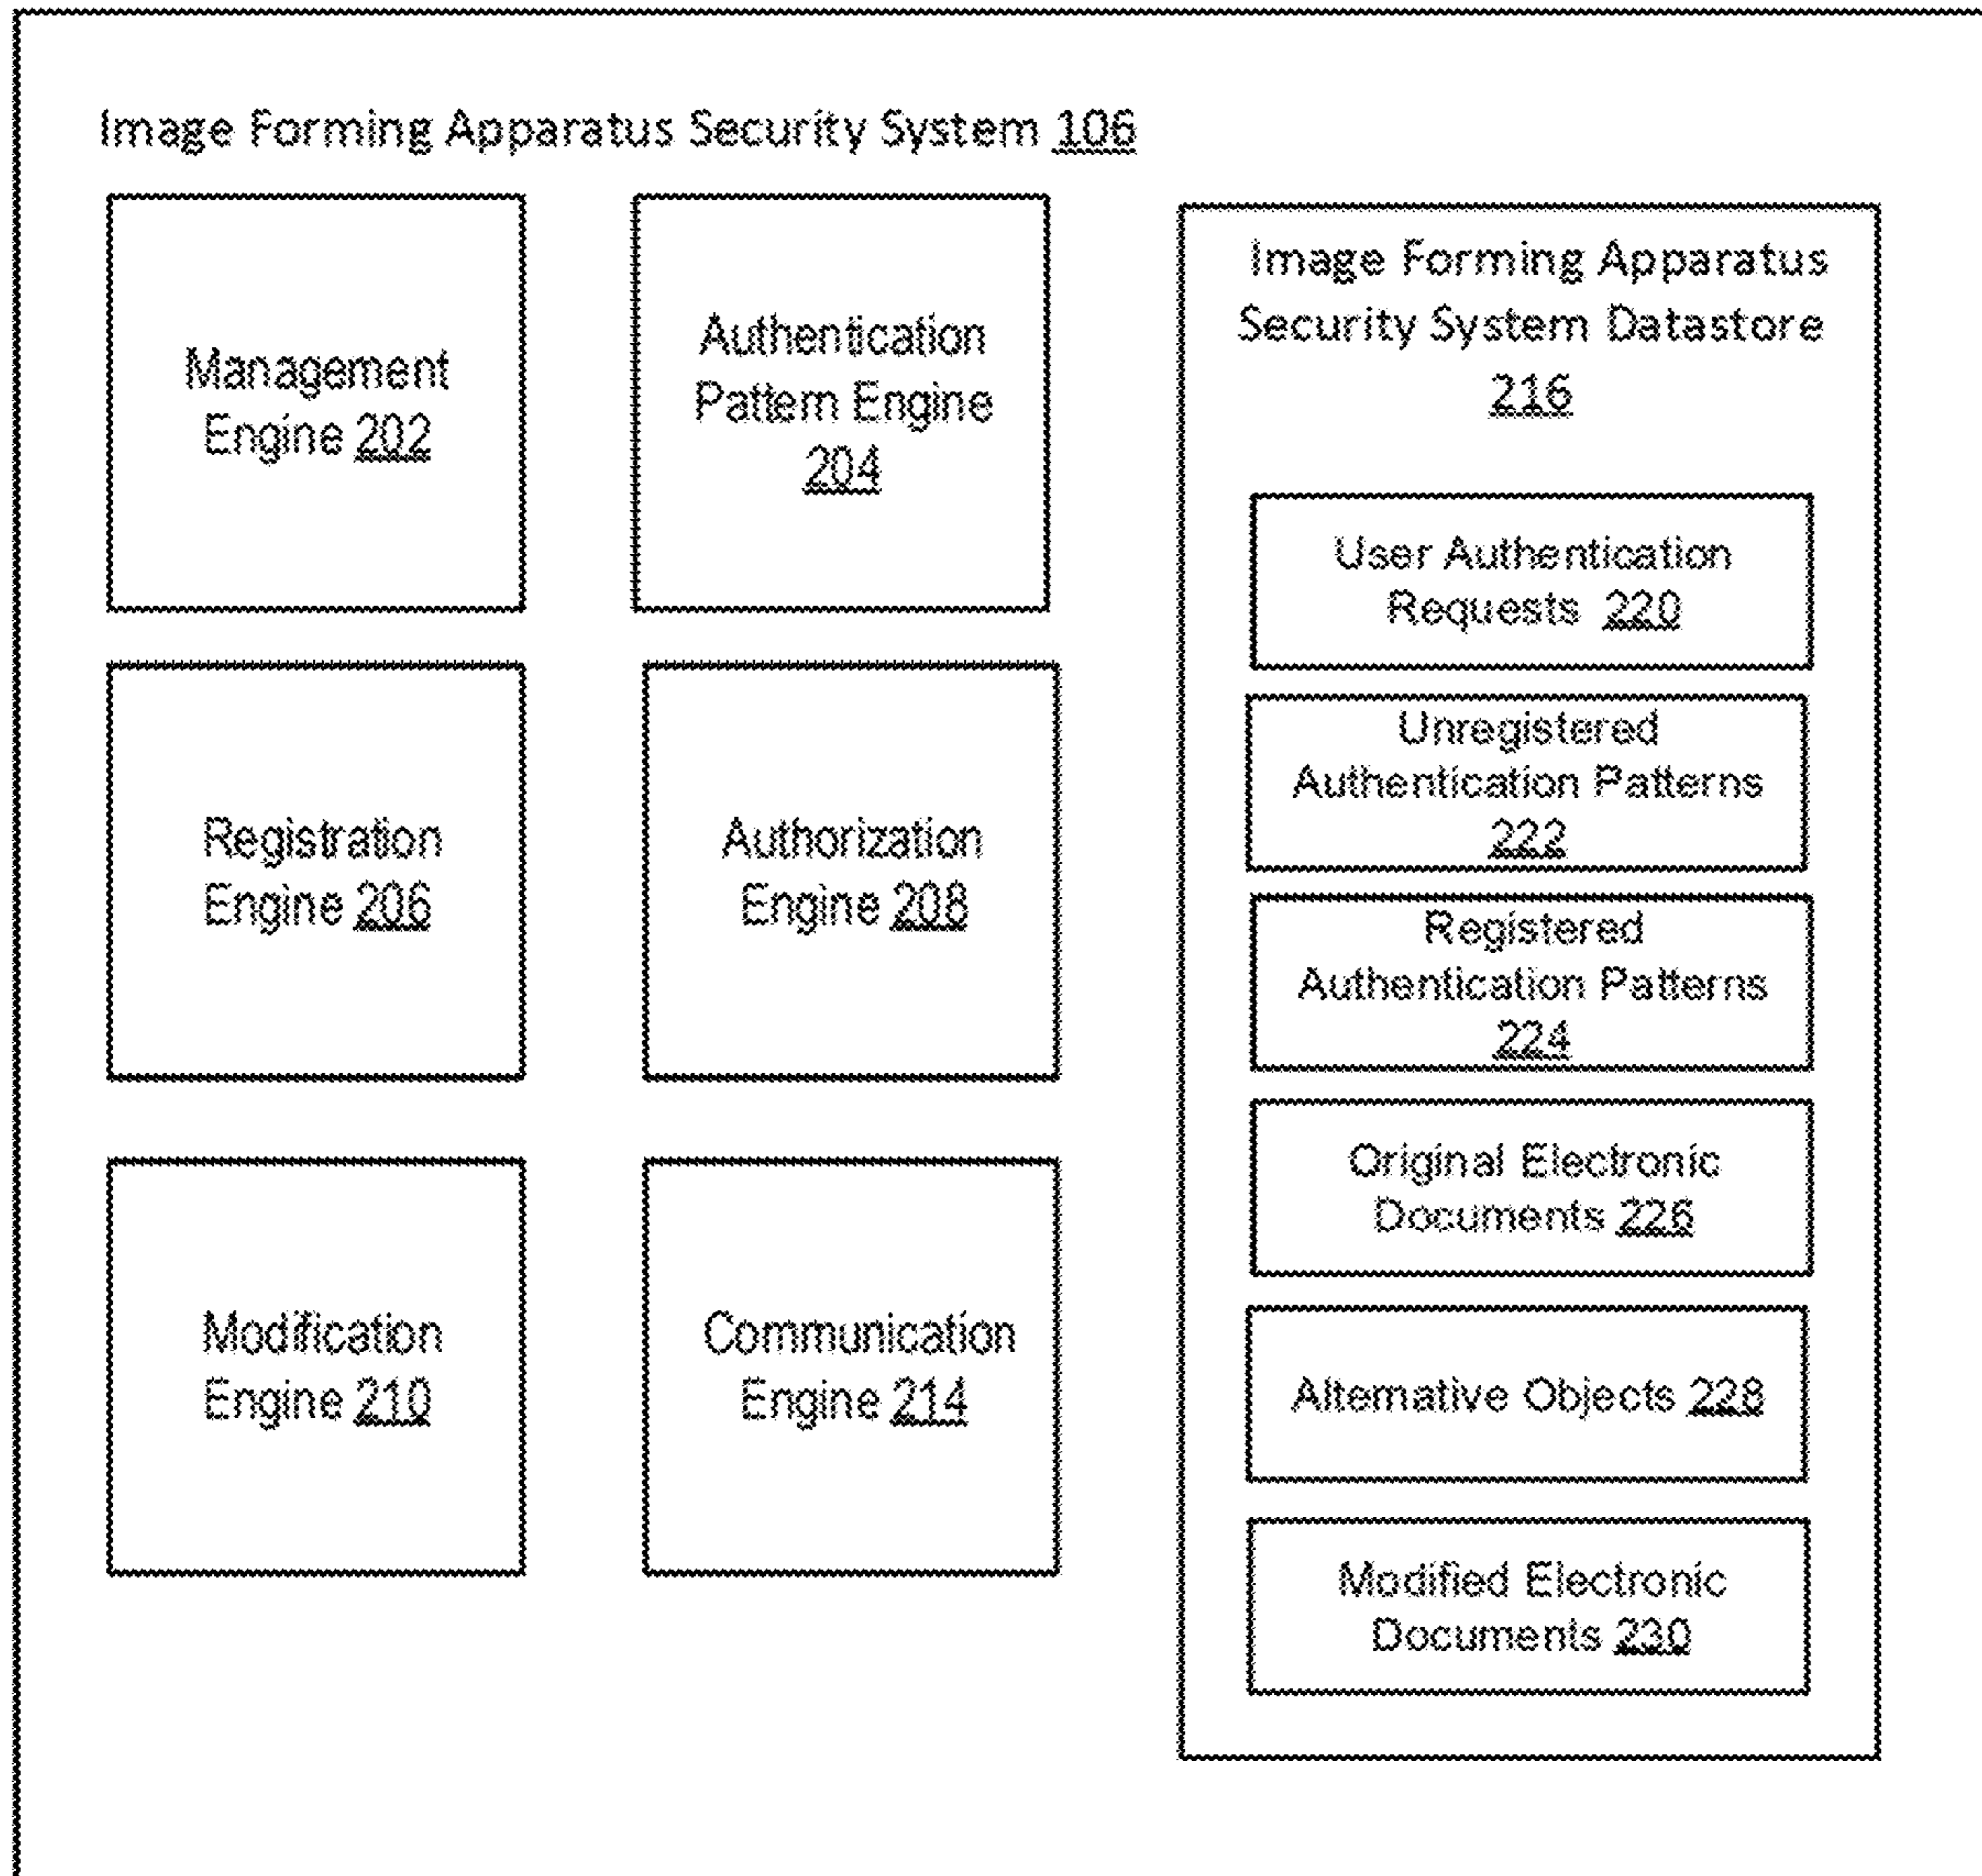 Image Forming Apparatus Security System 106
Management
Engine 202
Authentication
Pattern Engine
204
Registration
Engine 206
Authorization
Engine 208
Modification
Engine 210
Communication
Engine 214
Image Forming Apparatus
Security System Datastore
216
User Authentication
Requests 220
Unregistered
Authentication Patterns
222
Registered
Authentication Patterns
224
Original Electronic
Documents 226
Alternative Objects 228
Modified Electronic
Documents 230